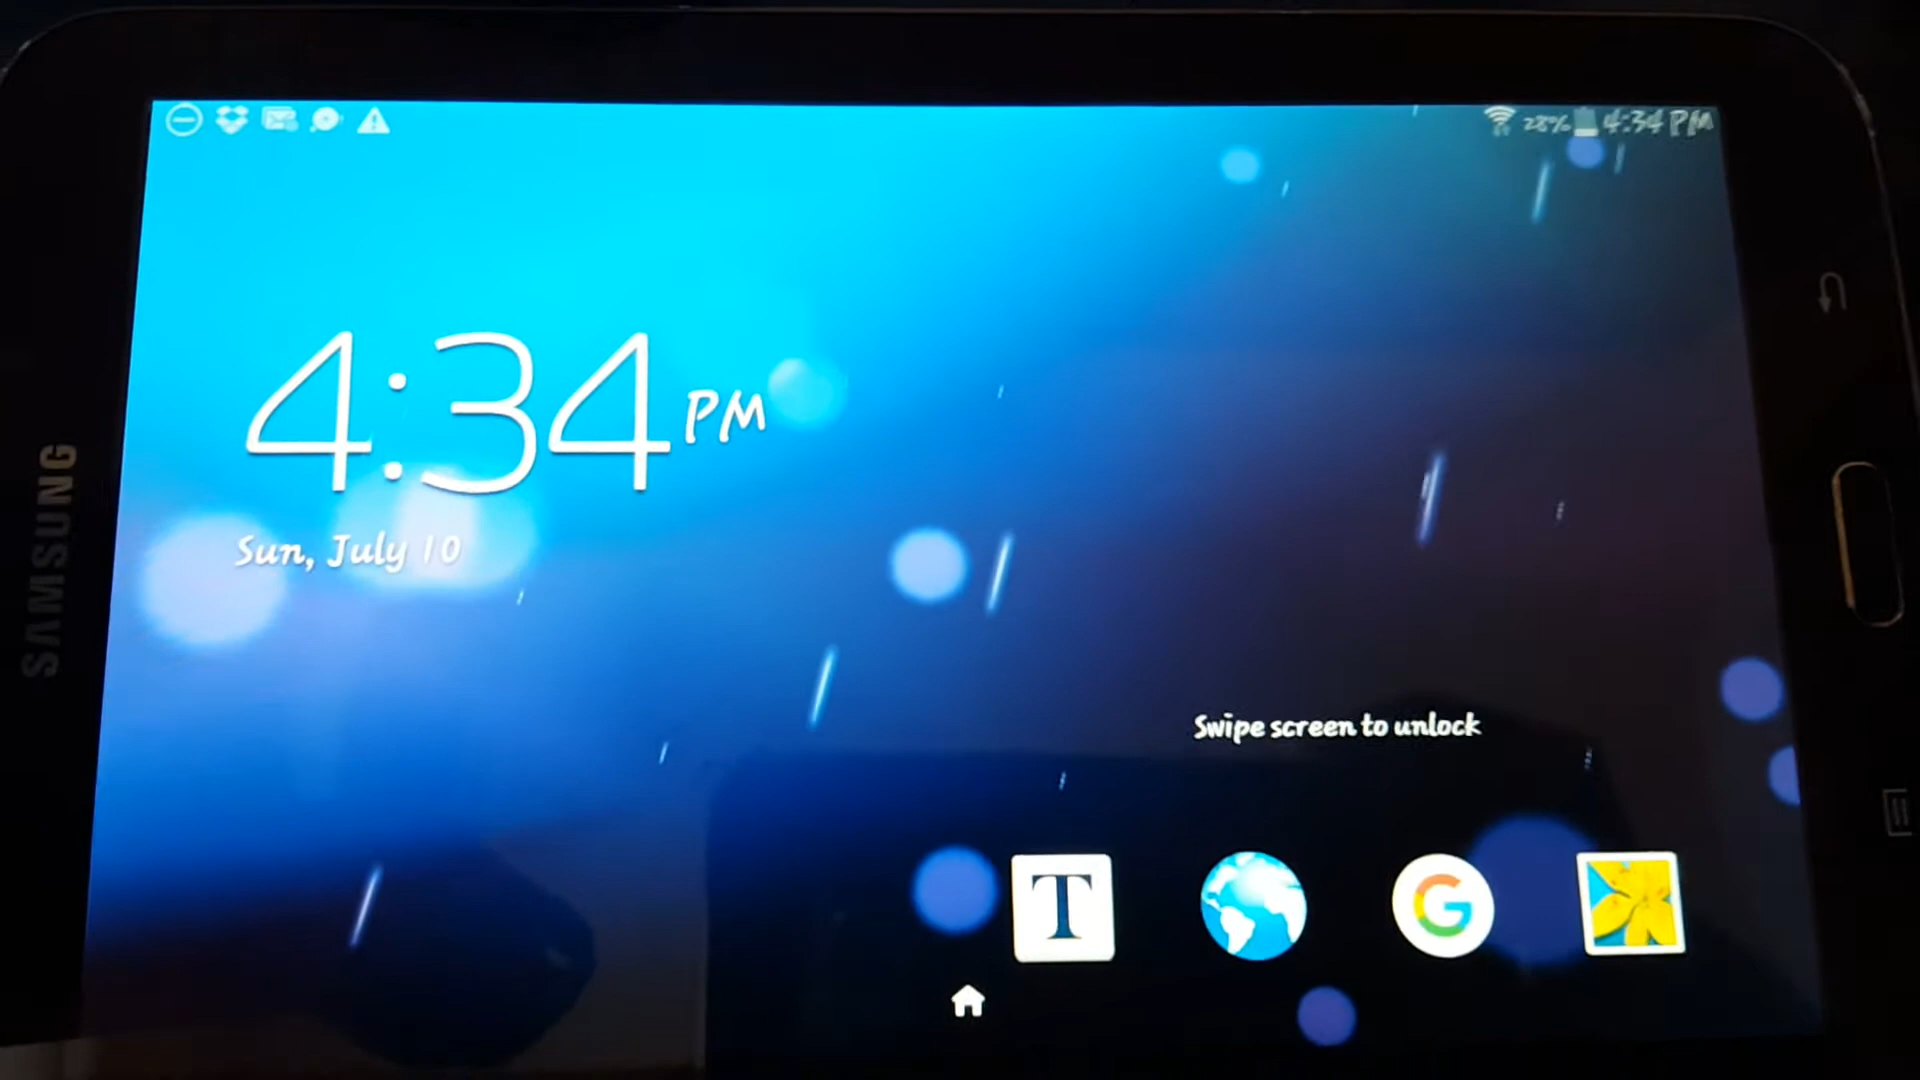 28% 4:34 PM
4:34 PM
Sun, July 10
SAMSUNG
Swipe screen to unlock
T
G